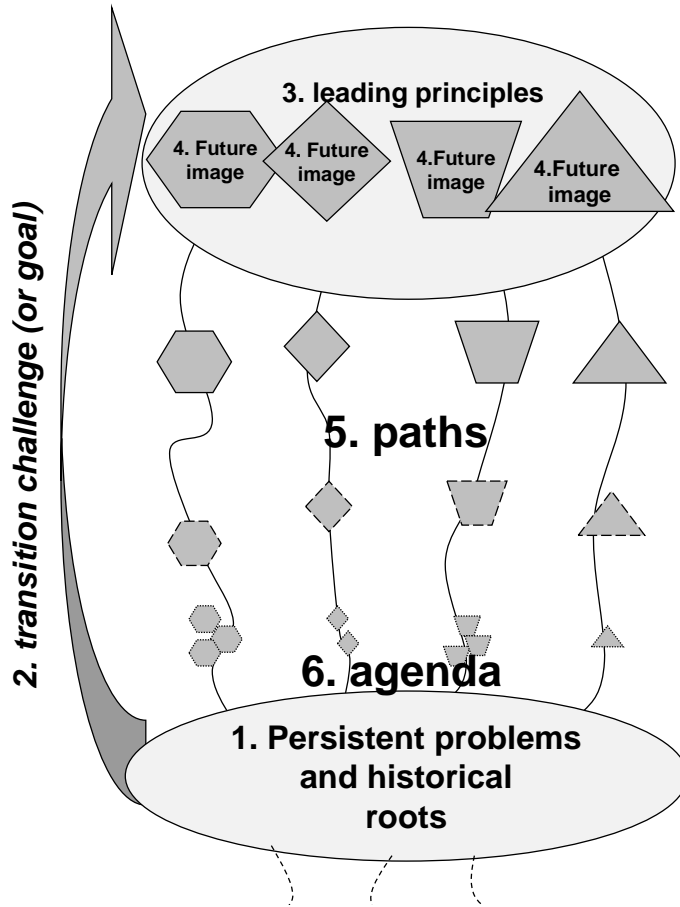 3. leading principles
4. Future
image
4. Future
image
4.Future
image
4.Future
image
2. transition challenge (or goal)
5. paths
6. agenda
1. Persistent problems
and historical
roots